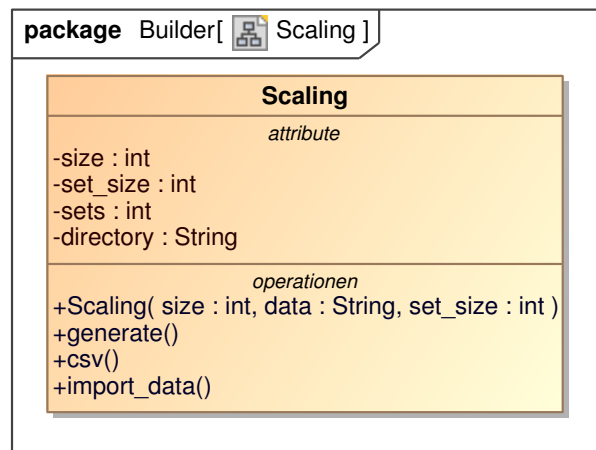 package Builder[ Scaling ]
Scaling
attribute
-size : int
-set_size : int
-sets : int
-directory : String
operationen
+Scaling( size : int, data : String, set_size : int )
+generate()
+csv()
+import_data()